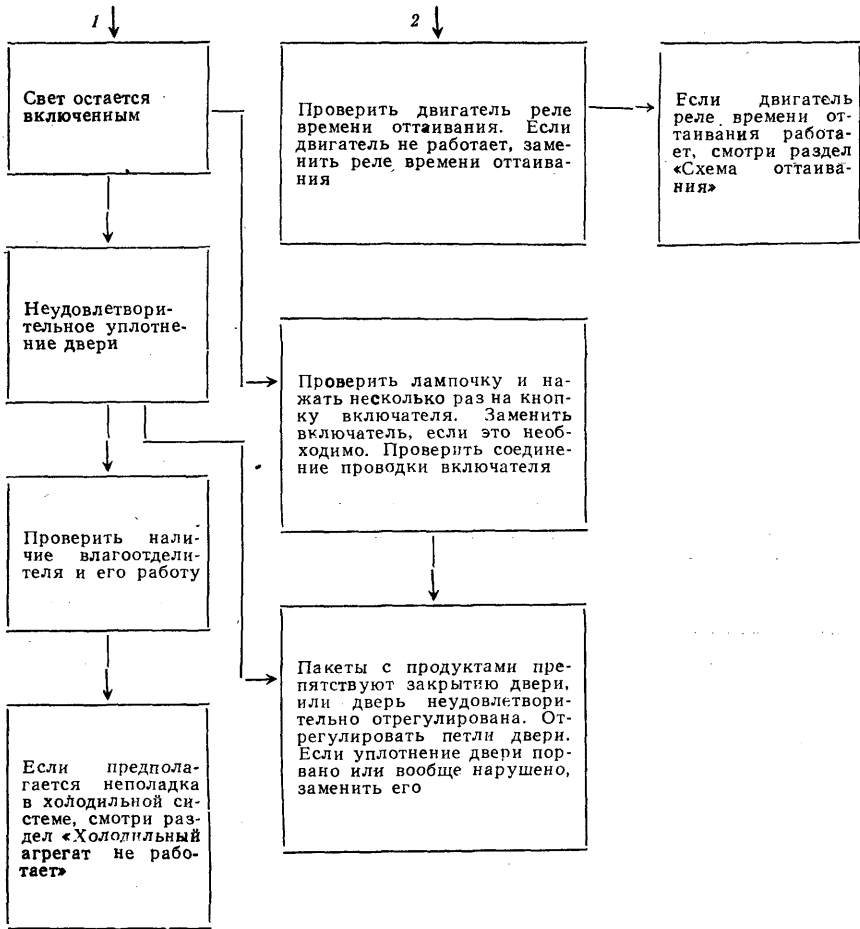 1
2
Свет остается
включенным
Проверить двигатель реле
времени оттаивания. Если
двигатель не работает, заме-
нить реле времени оттаива-
ния
Если двигатель
реле времени от-
таивания работа-
ет, смотри раздел
«Схема оттаива-
ния»
Неудовлетвори-
тельное уплотне-
ние двери
Проверить лампочку и на-
жать несколько раз на кноп-
ку включателя. Заменить
включатель, если это необ-
ходимо. Проверить соедине-
ние проводки включателя
Проверить нали-
чие влагоотдели-
теля и его работу
Пакеты с продуктами пре-
пятствуют закрытию двери,
или дверь неудовлетвори-
тельно отрегулирована. От-
регулировать петли двери.
Если уплотнение двери пор-
вано или вообще нарушено,
заменить его
Если предпола-
гается неполадка
в холодильной си-
стеме, смотри раз-
дел «Холодильный
агрегат не рабо-
тает»